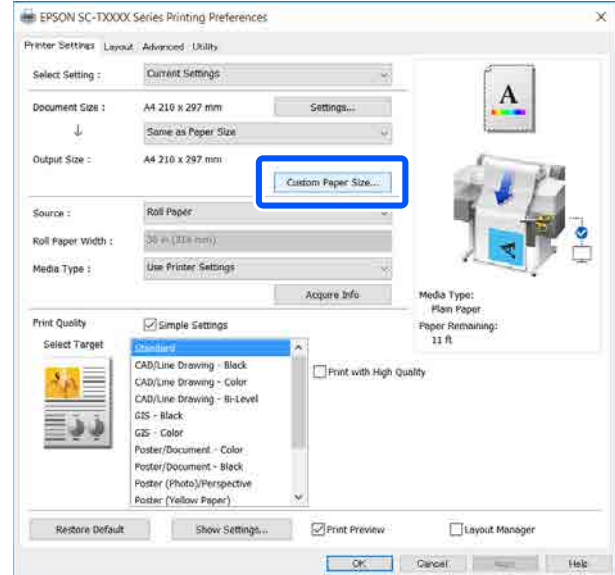 EPSON SC-TXXXX Series Printing Preferences
Printer Settings Layout Advanced Utility
Select Setting : Current Settings
Document Size : A4 210 x 297 mm Settings...
↓ Same as Paper Size
Output Size : A4 210 x 297 mm
Custom Paper Size...
Source : Roll Paper
Roll Paper Width :
Media Type : Use Printer Settings
Acquire Info
A
Media Type:
Plain Paper
Paper Remaining:
11 ft
Print Quality Simple Settings
Select Target
Standard
CAD/Line Drawing - Black
CAD/Line Drawing - Color
CAD/Line Drawing - Bi-Level
GIS - Black
GIS - Color
Poster/Document - Color
Poster/Document - Black
Poster (Photo)/Perspective
Poster (Yellow Paper)
Print with High Quality
Restore Default Show Settings... Print Preview Layout Manager
OK Cancel Help